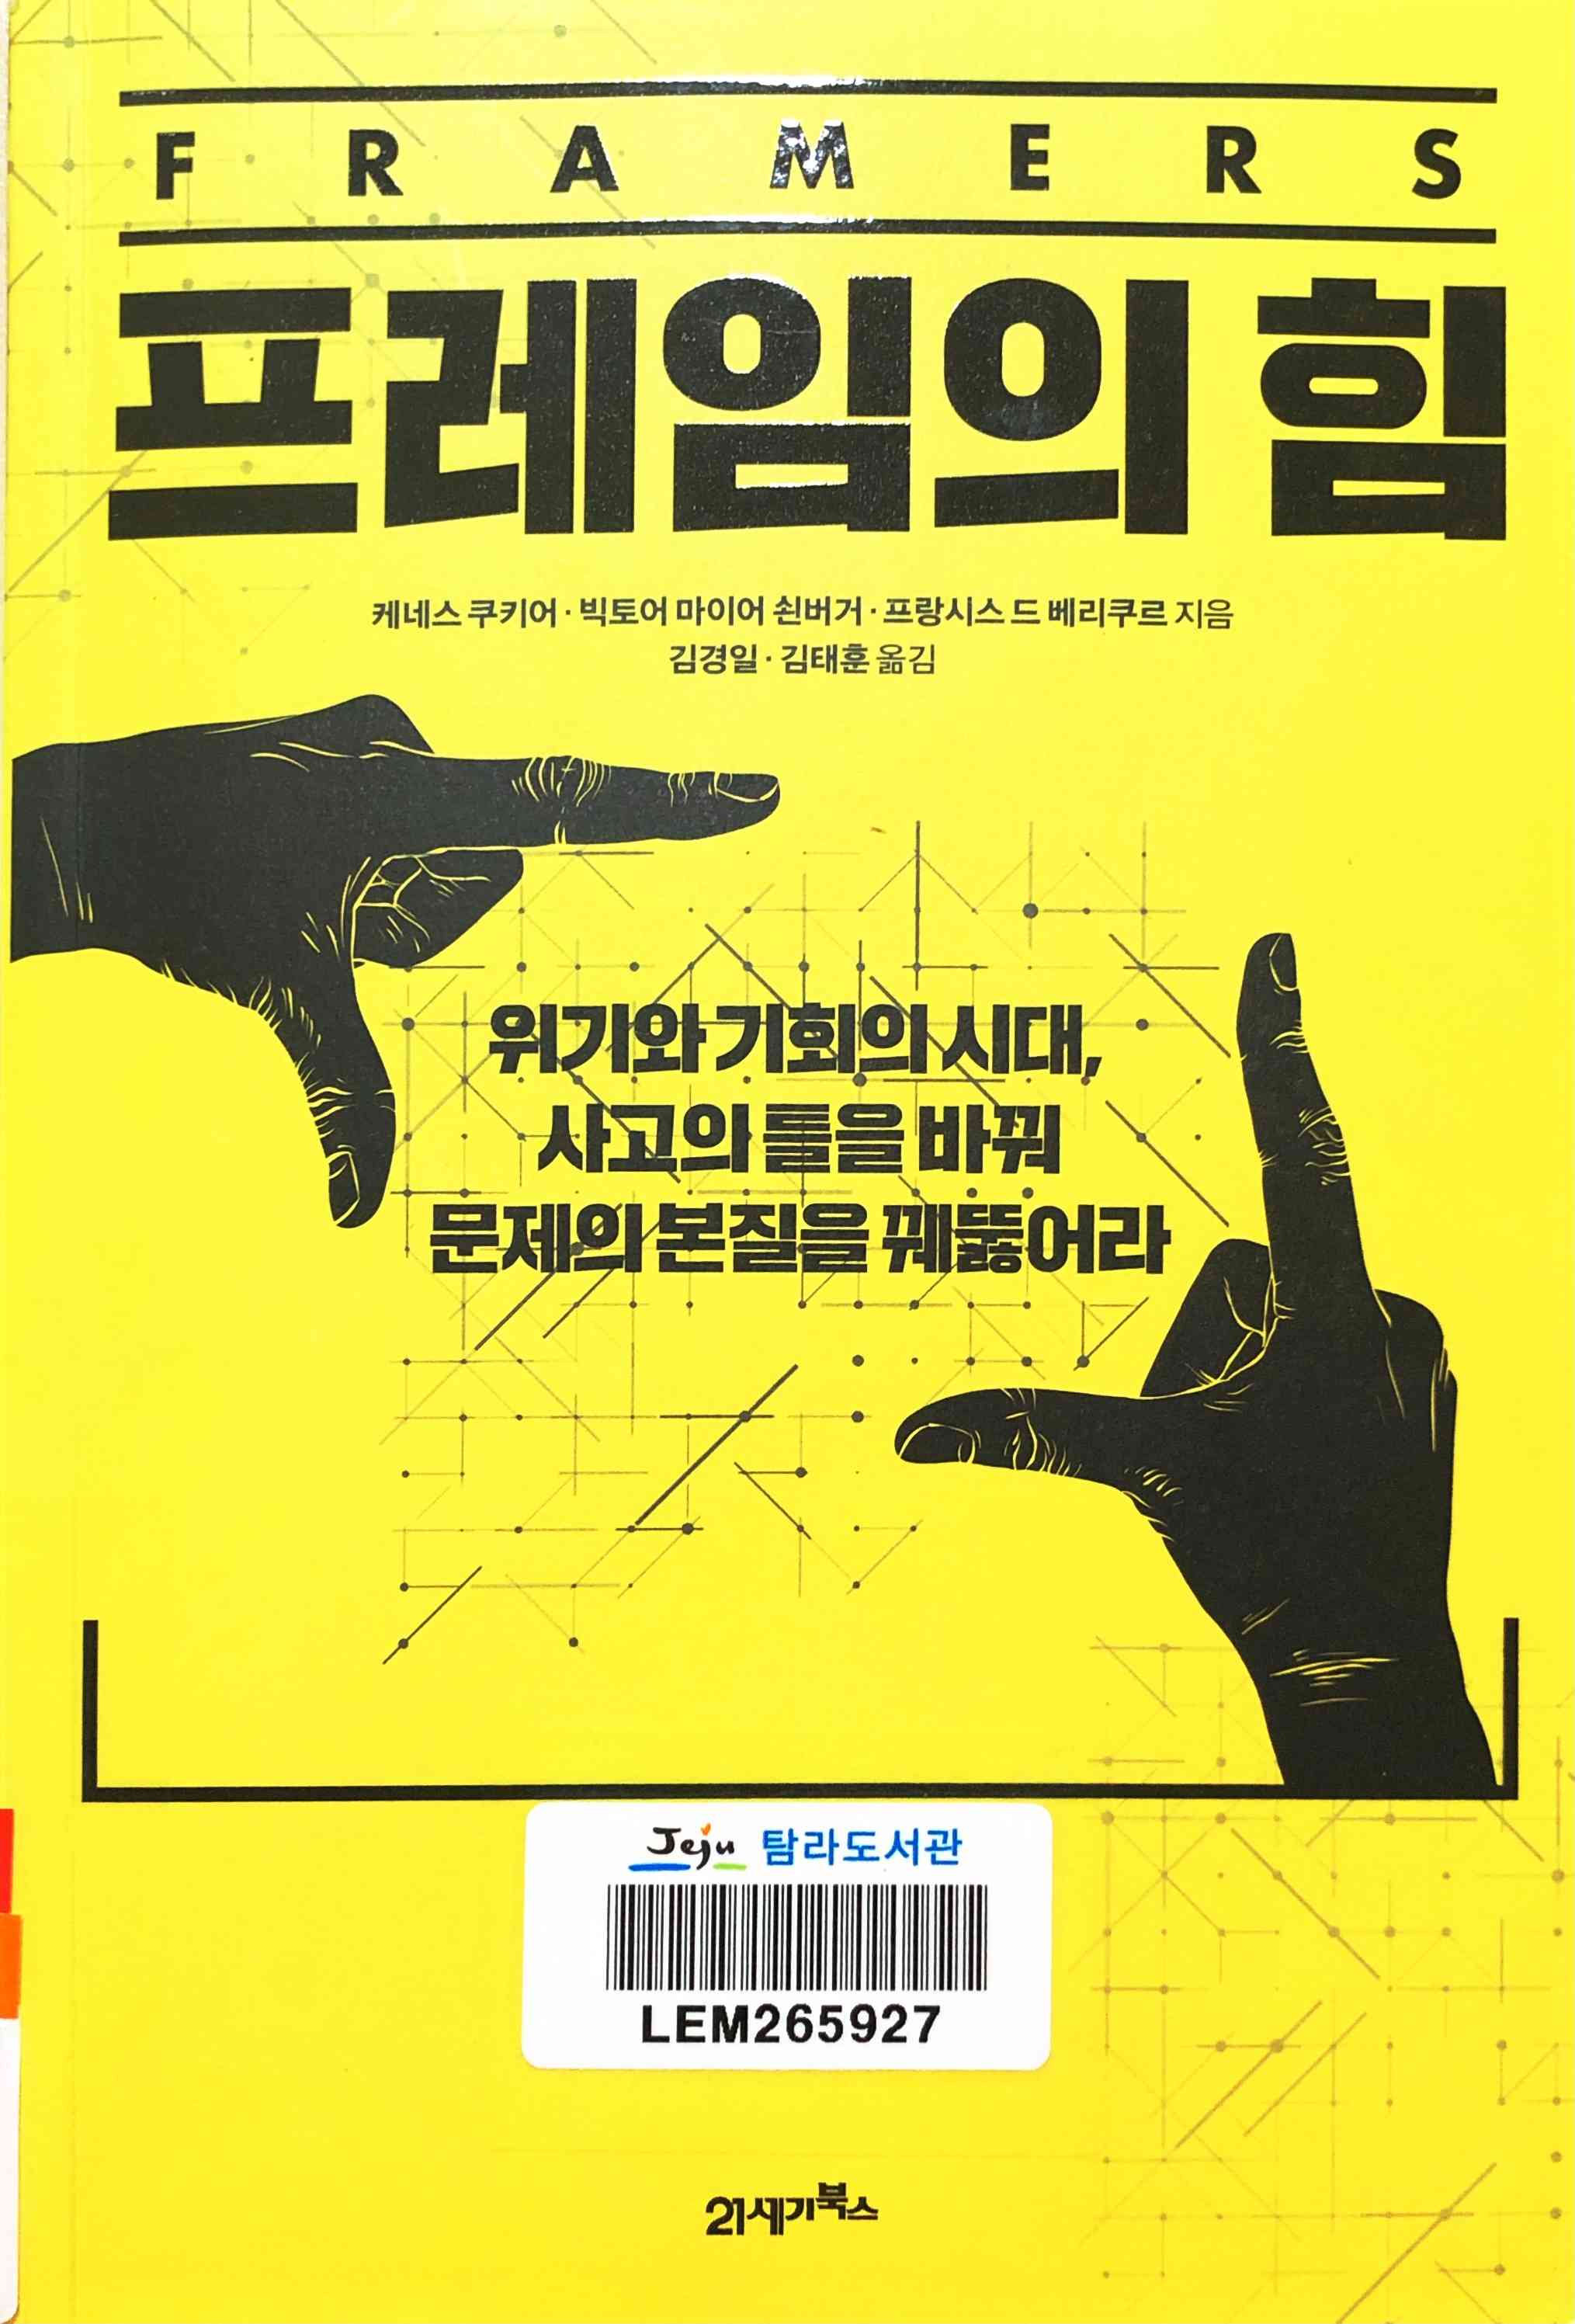 FRAMERS
프레임의 힘
케네스 쿠키어 · 빅토어 마이어 쇤버거 · 프랑시스 드 베리쿠르 지음
김경일 · 김태훈 옮김
위기와 기회의 시대,
사고의 틀을 바꿔
문제의 본질을 꿰뚫어라
Jeju 탐라도서관
LEM265927
21세기북스